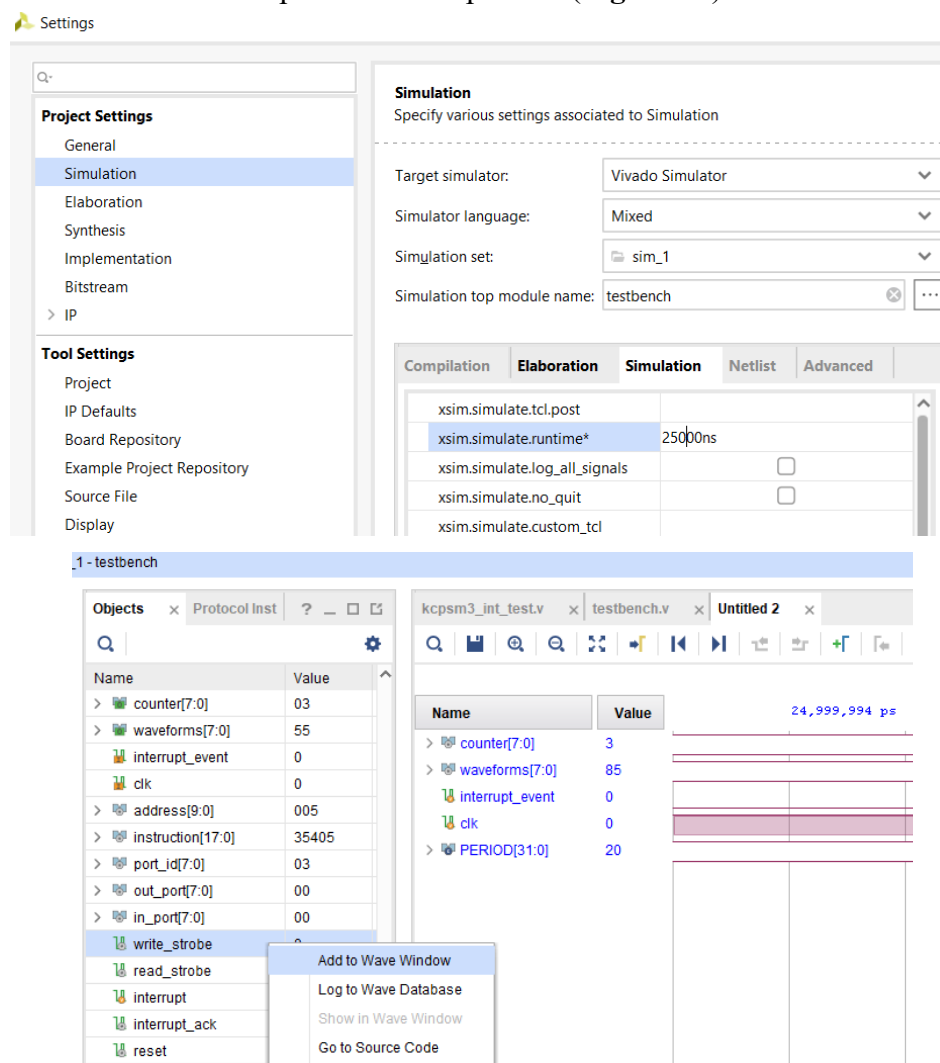 Settings
Project Settings
General
Simulation
Elaboration
Synthesis
Implementation
Bitstream
IP
Tool Settings
Project
IP Defaults
Board Repository
Example Project Repository
Source File
Display
Simulation
Specify various settings associated to Simulation
Target simulator: Vivado Simulator
Simulator language: Mixed
Simulation set: sim_1
Simulation top module name: testbench
Compilation Elaboration Simulation Netlist Advanced
xsim.simulate.tcl.post
xsim.simulate.runtime* 25000ns
xsim.simulate.log_all_signals
xsim.simulate.no_quit
xsim.simulate.custom_tcl
_1 - testbench
Objects Protocol Inst
Name Value
counter[7:0] 03
waveforms[7:0] 55
interrupt_event 0
clk 0
address[9:0] 005
instruction[17:0] 35405
port_id[7:0] 03
out_port[7:0] 00
in_port[7:0] 00
write_strobe
read_strobe
interrupt
interrupt_ack
reset
Add to Wave Window
Log to Wave Database
Show in Wave Window
Go to Source Code
kcpsm3_int_test.v testbench.v Untitled 2
Name Value 24,999,994 ps
counter[7:0] 3
waveforms[7:0] 85
interrupt_event 0
clk 0
PERIOD[31:0] 20